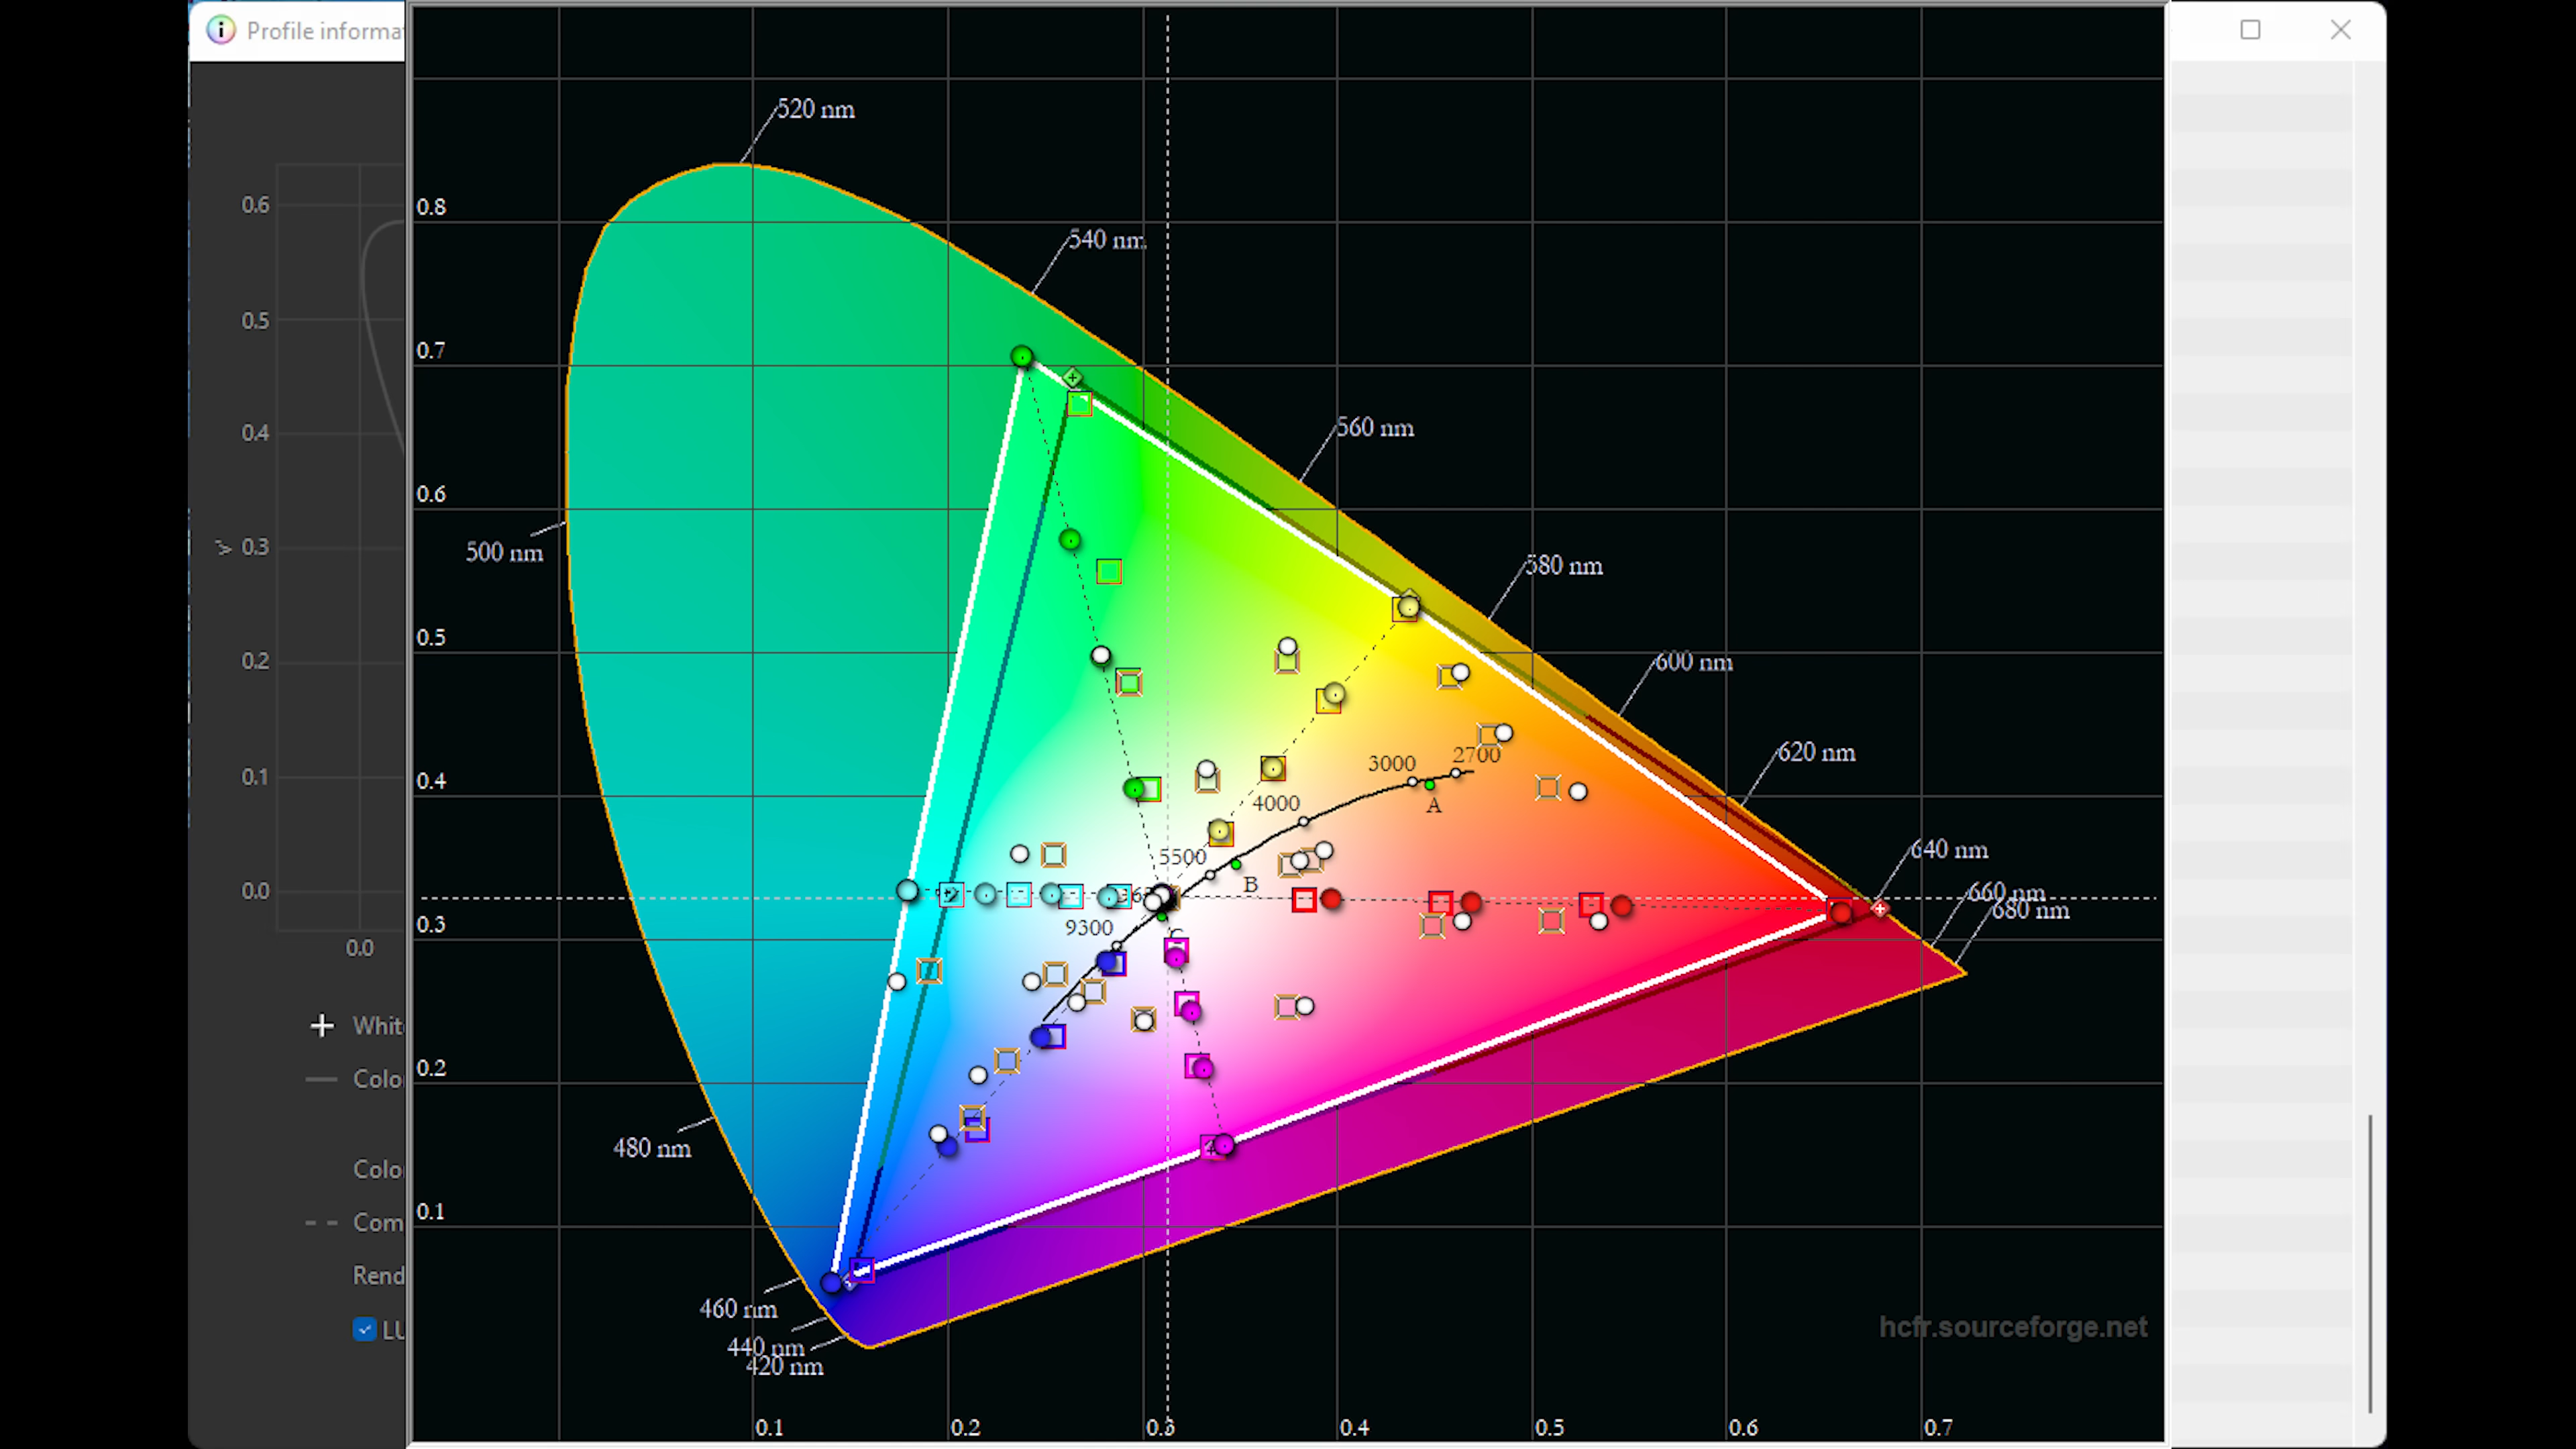 Profile informa
520 nm
540 nm
560 nm
580 nm
600 nm
620 nm
640 nm
660 nm
680 nm
500 nm
480 nm
460 nm
440 nm
420 nm
0.8
0.7
0.6
0.5
0.4
0.3
0.2
0.1
0.1
0.2
0.3
0.4
0.5
0.6
0.7
2700
3000
A
4000
5500
B
9300
C
0.6
0.5
0.4
0.3
0.2
0.1
0.0
v'
0.0
Whit
Colo
Colo
Com
Rend
LU
hcfr.sourceforge.net